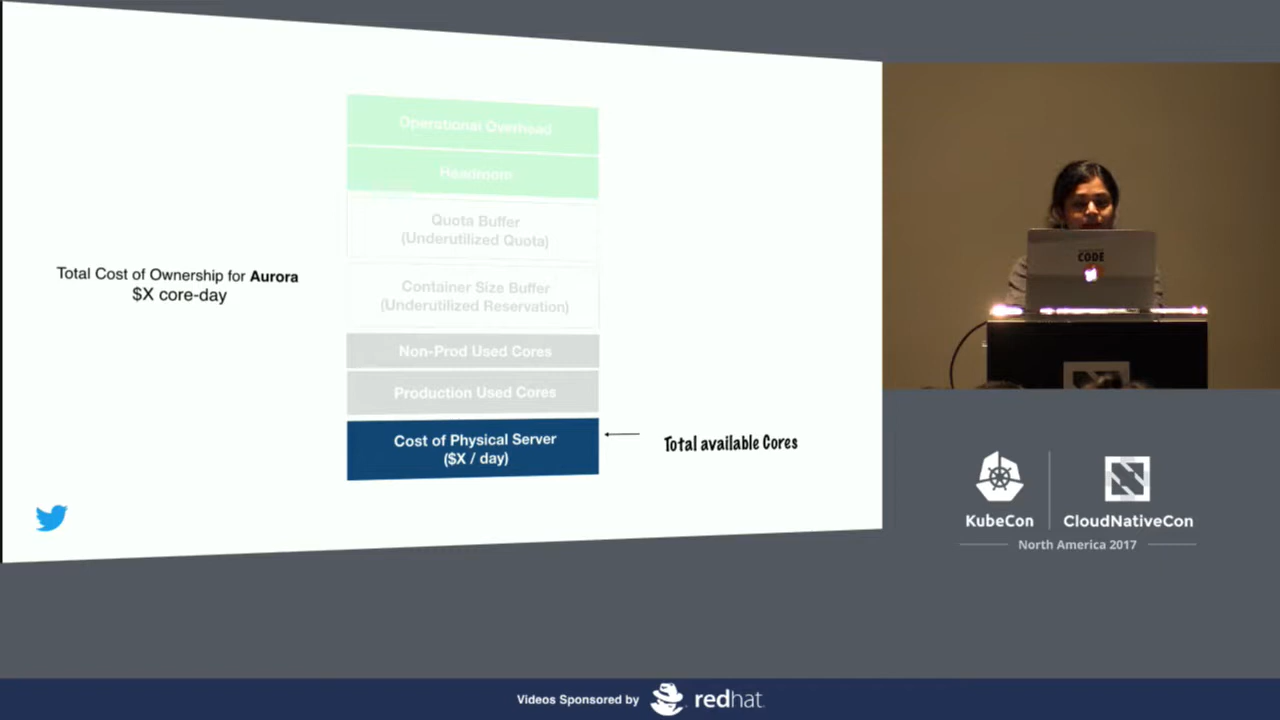 Operational Overhead
Headroom
Quota Buffer
(Underutilized Quota)
Container Size Buffer
(Underutilized Reservation)
Non-Prod Used Cores
Production Used Cores
Cost of Physical Server
($X / day)
Total Cost of Ownership for Aurora
$X core-day
Total available Cores
CODE
KubeCon
CloudNativeCon
North America 2017
Videos Sponsored by
redhat.